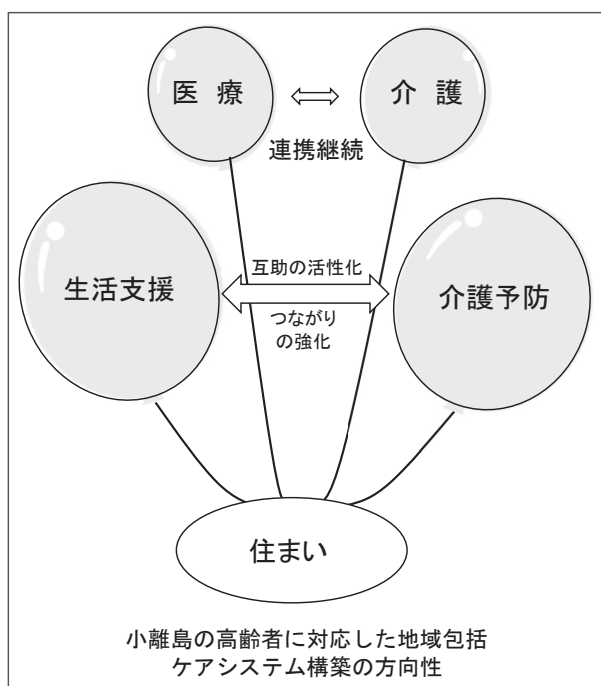 医療
介護
連携継続
互助の活性化
生活支援
介護予防
つながり
の強化
住まい
小離島の高齢者に対応した地域包括
ケアシステム構築の方向性